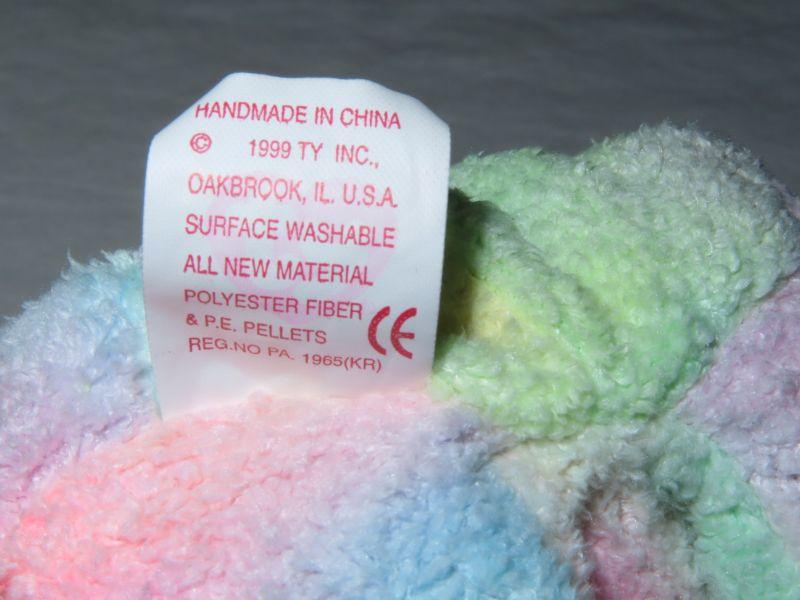 HANDMADE IN CHINA
© 1999 TY INC.,
OAKBROOK, IL. U.S.A.
SURFACE WASHABLE
ALL NEW MATERIAL
POLYESTER FIBER
& P.E. PELLETS
REG.NO PA. 1965(KR)
CE